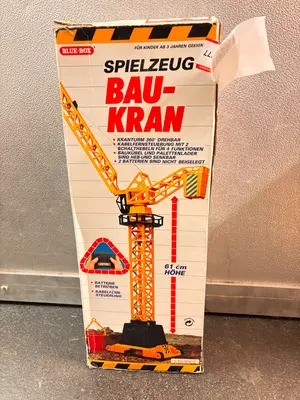 BLUE-BOX
FÜR KINDER AB 3 JAHREN
SPIELZEUG
BAU-
KRAN
• KRANTURM 360° DREHBAR
• KABELFERNSTEUERUNG MIT 2
SCHALTHEBELN FÜR 4 FUNKTIONEN
• BAUKÜBEL UND PALETTENLADER
SIND HEB-UND SENKBAR
• 2 BATTERIEN SIND NICHT BEIGELEGT
61 cm
HÖHE
• BATTERIE
BETRIEBEN
• KABELFERN-
STEUERUNG